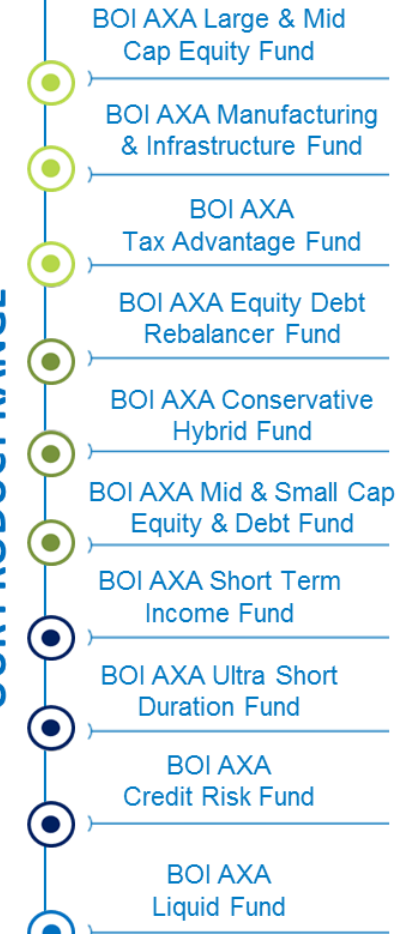 BOI AXA Large & Mid
Cap Equity Fund
BOI AXA Manufacturing
& Infrastructure Fund
BOI AXA
Tax Advantage Fund
BOI AXA Equity Debt
Rebalancer Fund
BOI AXA Conservative
Hybrid Fund
BOI AXA Mid & Small Cap
Equity & Debt Fund
BOI AXA Short Term
Income Fund
BOI AXA Ultra Short
Duration Fund
BOI AXA
Credit Risk Fund
BOI AXA
Liquid Fund